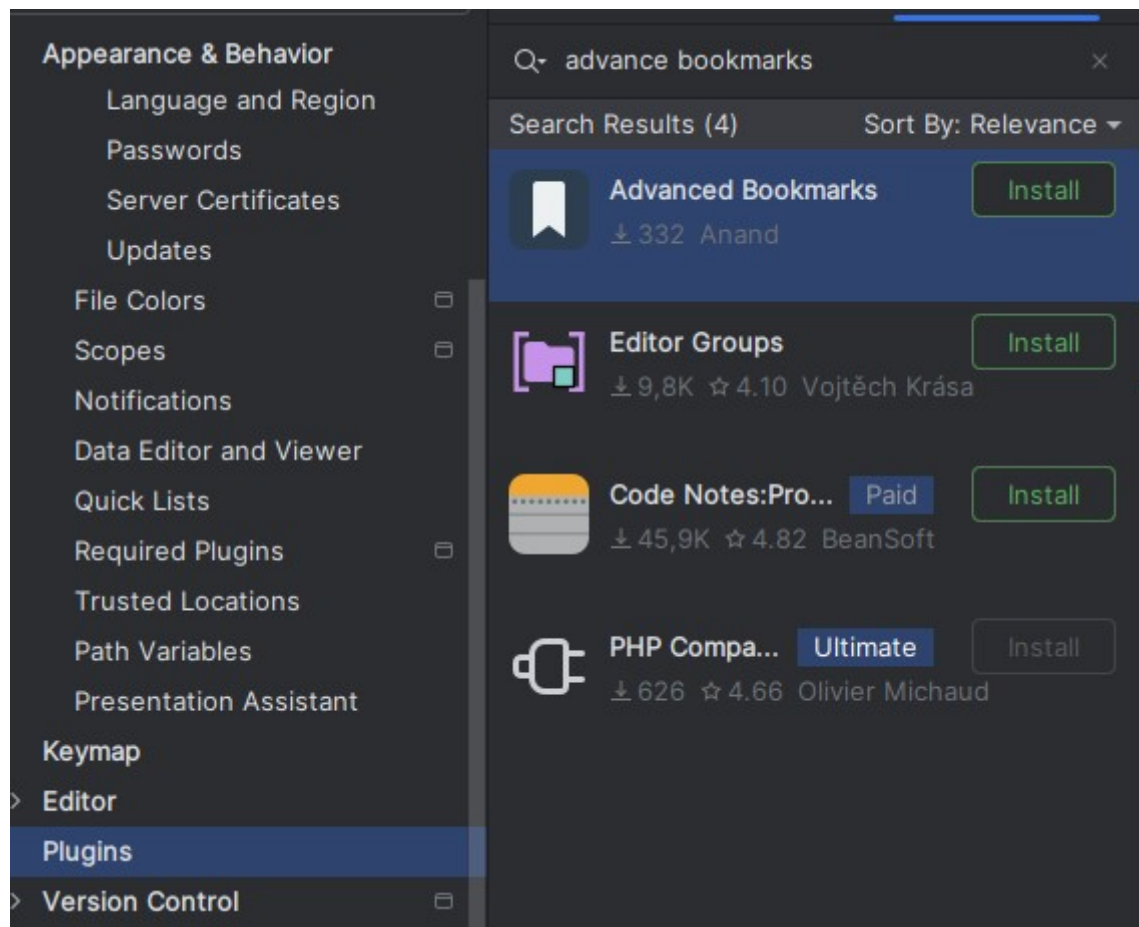 Appearance & Behavior
Language and Region
Passwords
Server Certificates
Updates
File Colors
Scopes
Notifications
Data Editor and Viewer
Quick Lists
Required Plugins
Trusted Locations
Path Variables
Presentation Assistant
Keymap
Editor
Plugins
Version Control
advance bookmarks
Search Results (4) Sort By: Relevance
Advanced Bookmarks Install
332 Anand
Editor Groups Install
9,8K 4.10 Vojtěch Krása
Code Notes:Pro... Paid Install
45,9K 4.82 BeanSoft
PHP Compa... Ultimate Install
626 4.66 Olivier Michaud